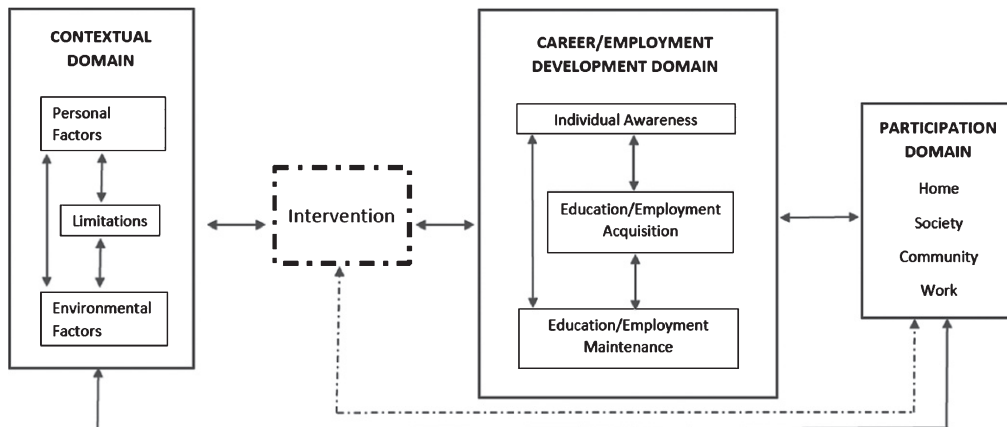 CONTEXTUAL
DOMAIN
Personal
Factors
Limitations
Environmental
Factors
Intervention
CAREER/EMPLOYMENT
DEVELOPMENT DOMAIN
Individual Awareness
Education/Employment
Acquisition
Education/Employment
Maintenance
PARTICIPATION
DOMAIN
Home
Society
Community
Work